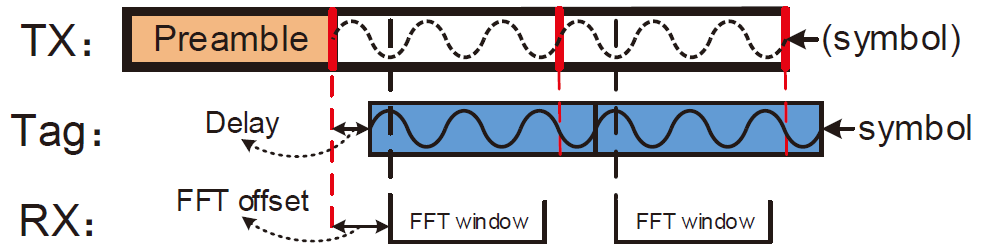 TX： Preamble (symbol)
Delay
Tag： symbol
FFT offset
RX： FFT window FFT window